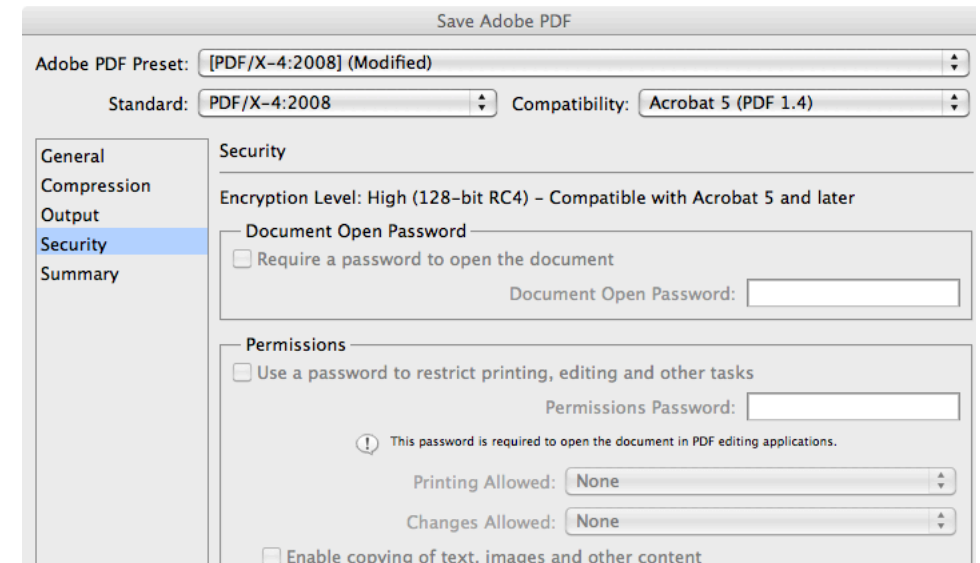 Save Adobe PDF
Adobe PDF Preset: [PDF/X-4:2008] (Modified)
Standard: PDF/X-4:2008 Compatibility: Acrobat 5 (PDF 1.4)
General
Compression
Output
Security
Summary
Security
Encryption Level: High (128-bit RC4) – Compatible with Acrobat 5 and later
Document Open Password
Require a password to open the document
Document Open Password:
Permissions
Use a password to restrict printing, editing and other tasks
Permissions Password:
This password is required to open the document in PDF editing applications.
Printing Allowed: None
Changes Allowed: None
Enable copying of text, images and other content